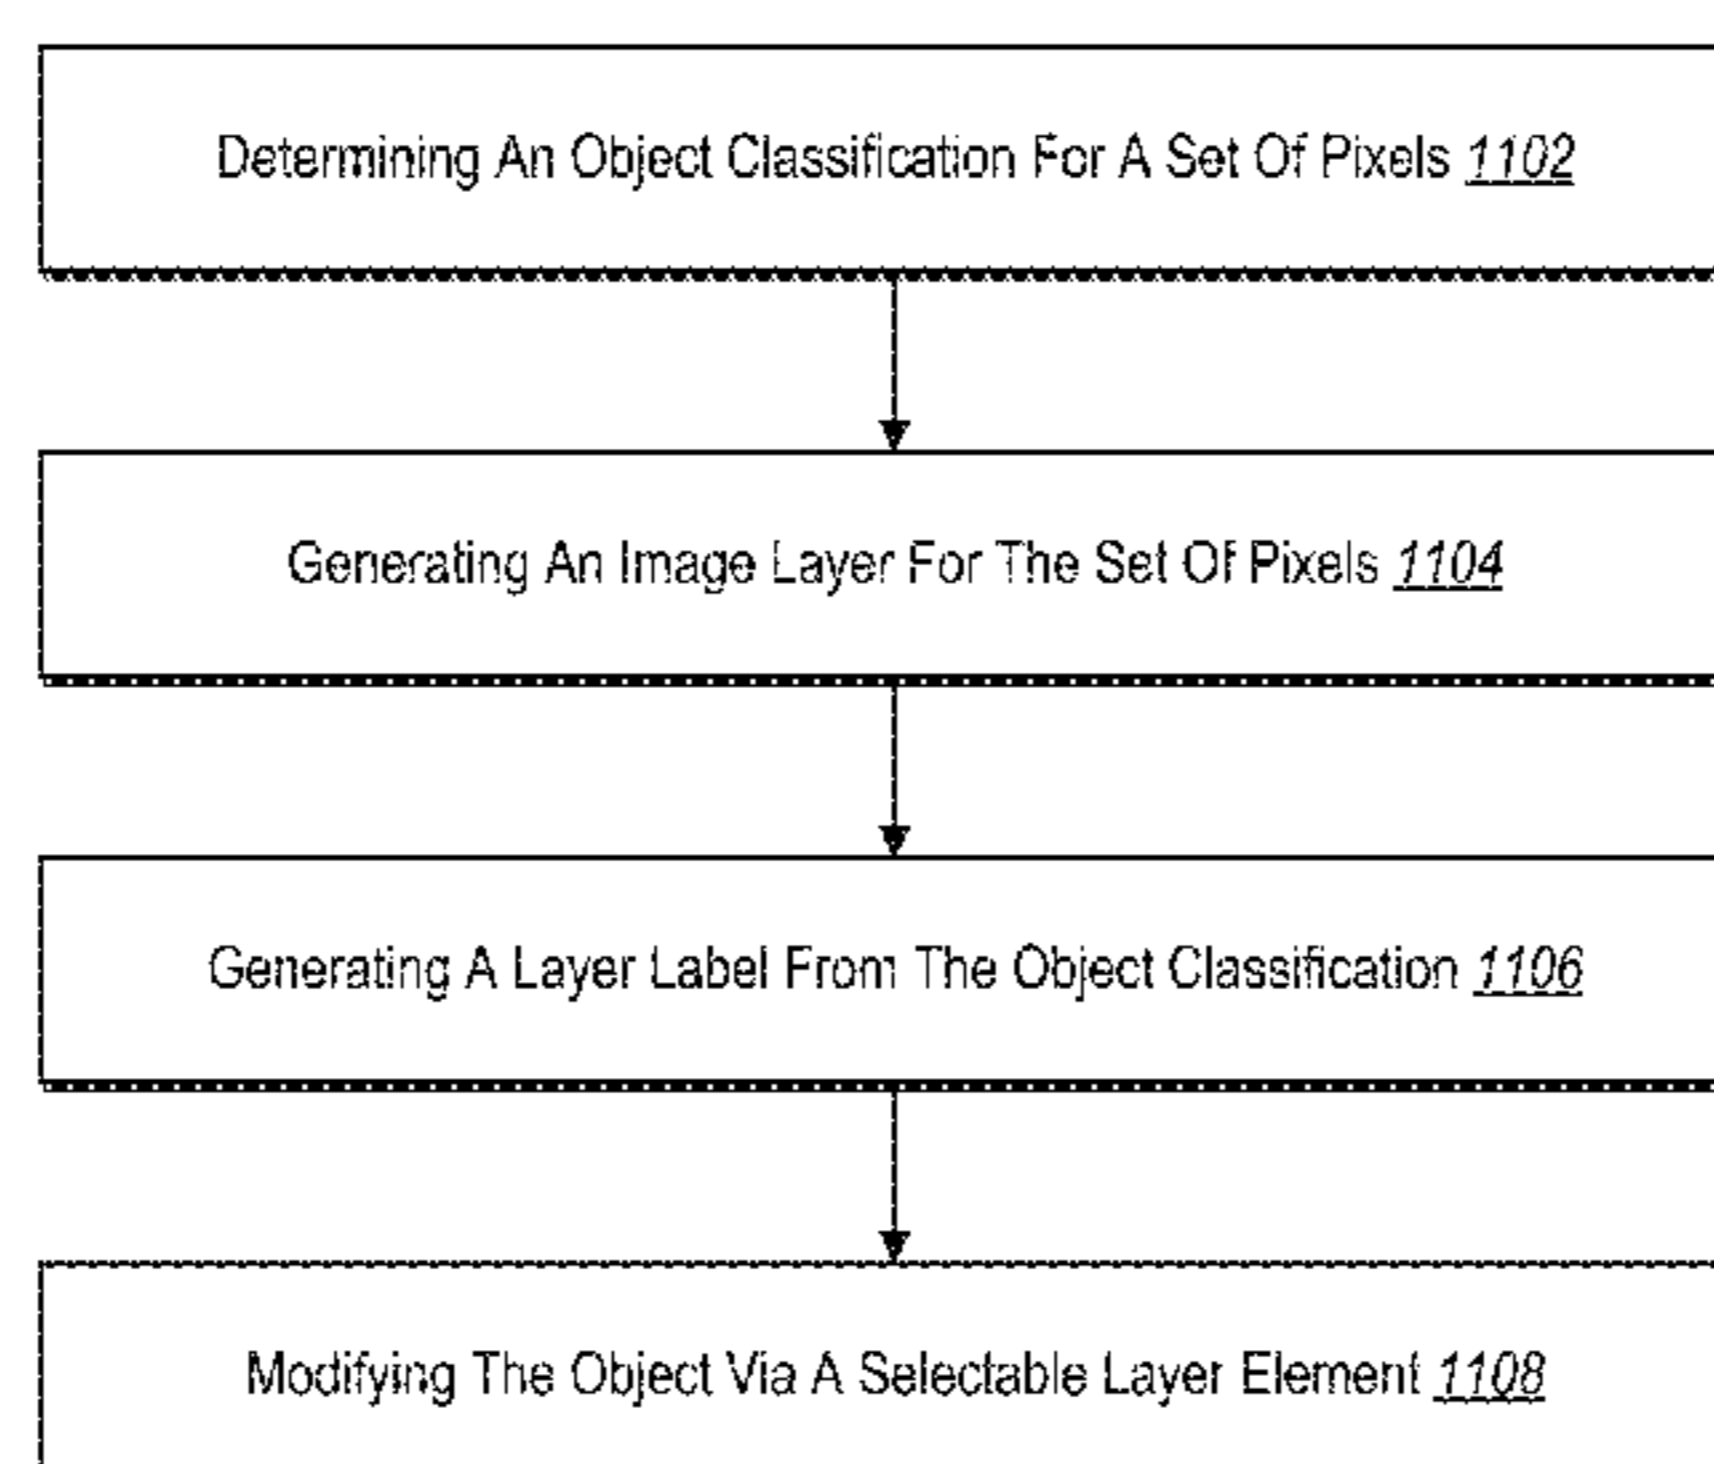 Determining An Object Classification For A Set Of Pixels 1102
Generating An Image Layer For The Set Of Pixels 1104
Generating A Layer Label From The Object Classification 1106
Modifying The Object Via A Selectable Layer Element 1108